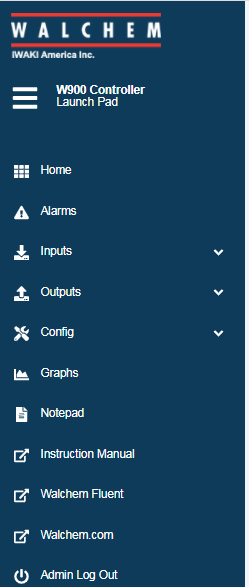 WALCHEM
IWAKI America Inc.
W900 Controller
Launch Pad
Home
Alarms
Inputs
Outputs
Config
Graphs
Notepad
Instruction Manual
Walchem Fluent
Walchem.com
Admin Log Out